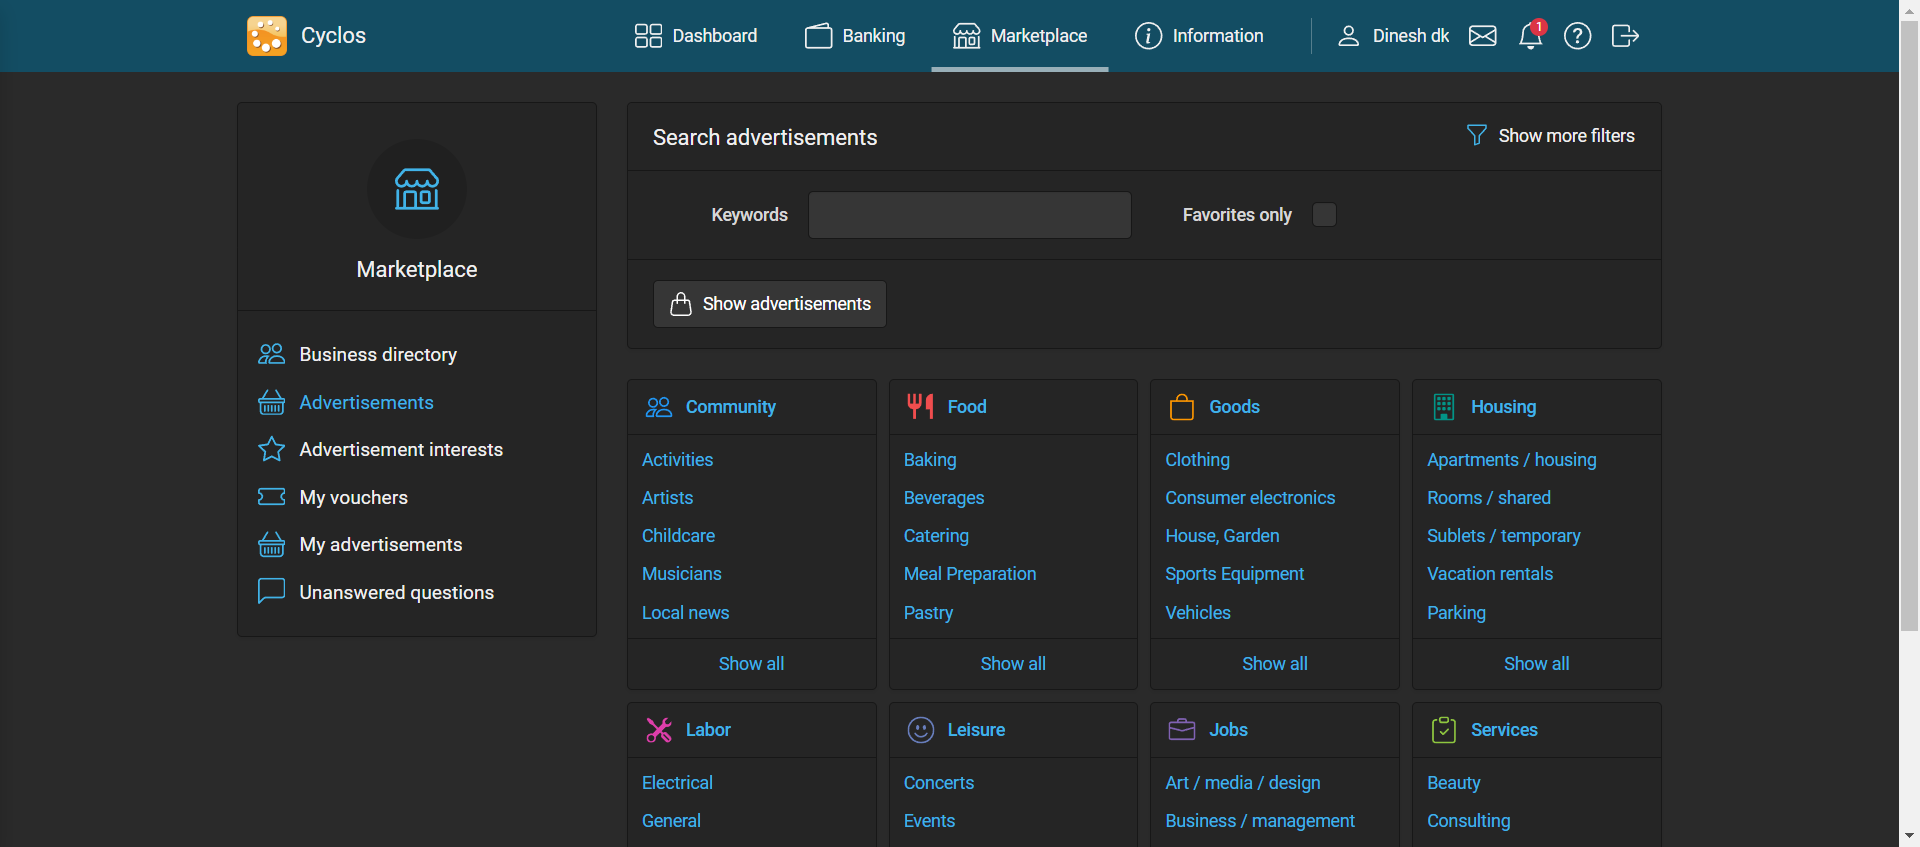 Cyclos
Dashboard
Banking
Marketplace
Information
Dinesh dk
1
Marketplace
Business directory
Advertisements
Advertisement interests
My vouchers
My advertisements
Unanswered questions
Search advertisements
Show more filters
Keywords
Favorites only
Show advertisements
Community
Activities
Artists
Childcare
Musicians
Local news
Show all
Food
Baking
Beverages
Catering
Meal Preparation
Pastry
Show all
Goods
Clothing
Consumer electronics
House, Garden
Sports Equipment
Vehicles
Show all
Housing
Apartments / housing
Rooms / shared
Sublets / temporary
Vacation rentals
Parking
Show all
Labor
Electrical
General
Leisure
Concerts
Events
Jobs
Art / media / design
Business / management
Services
Beauty
Consulting